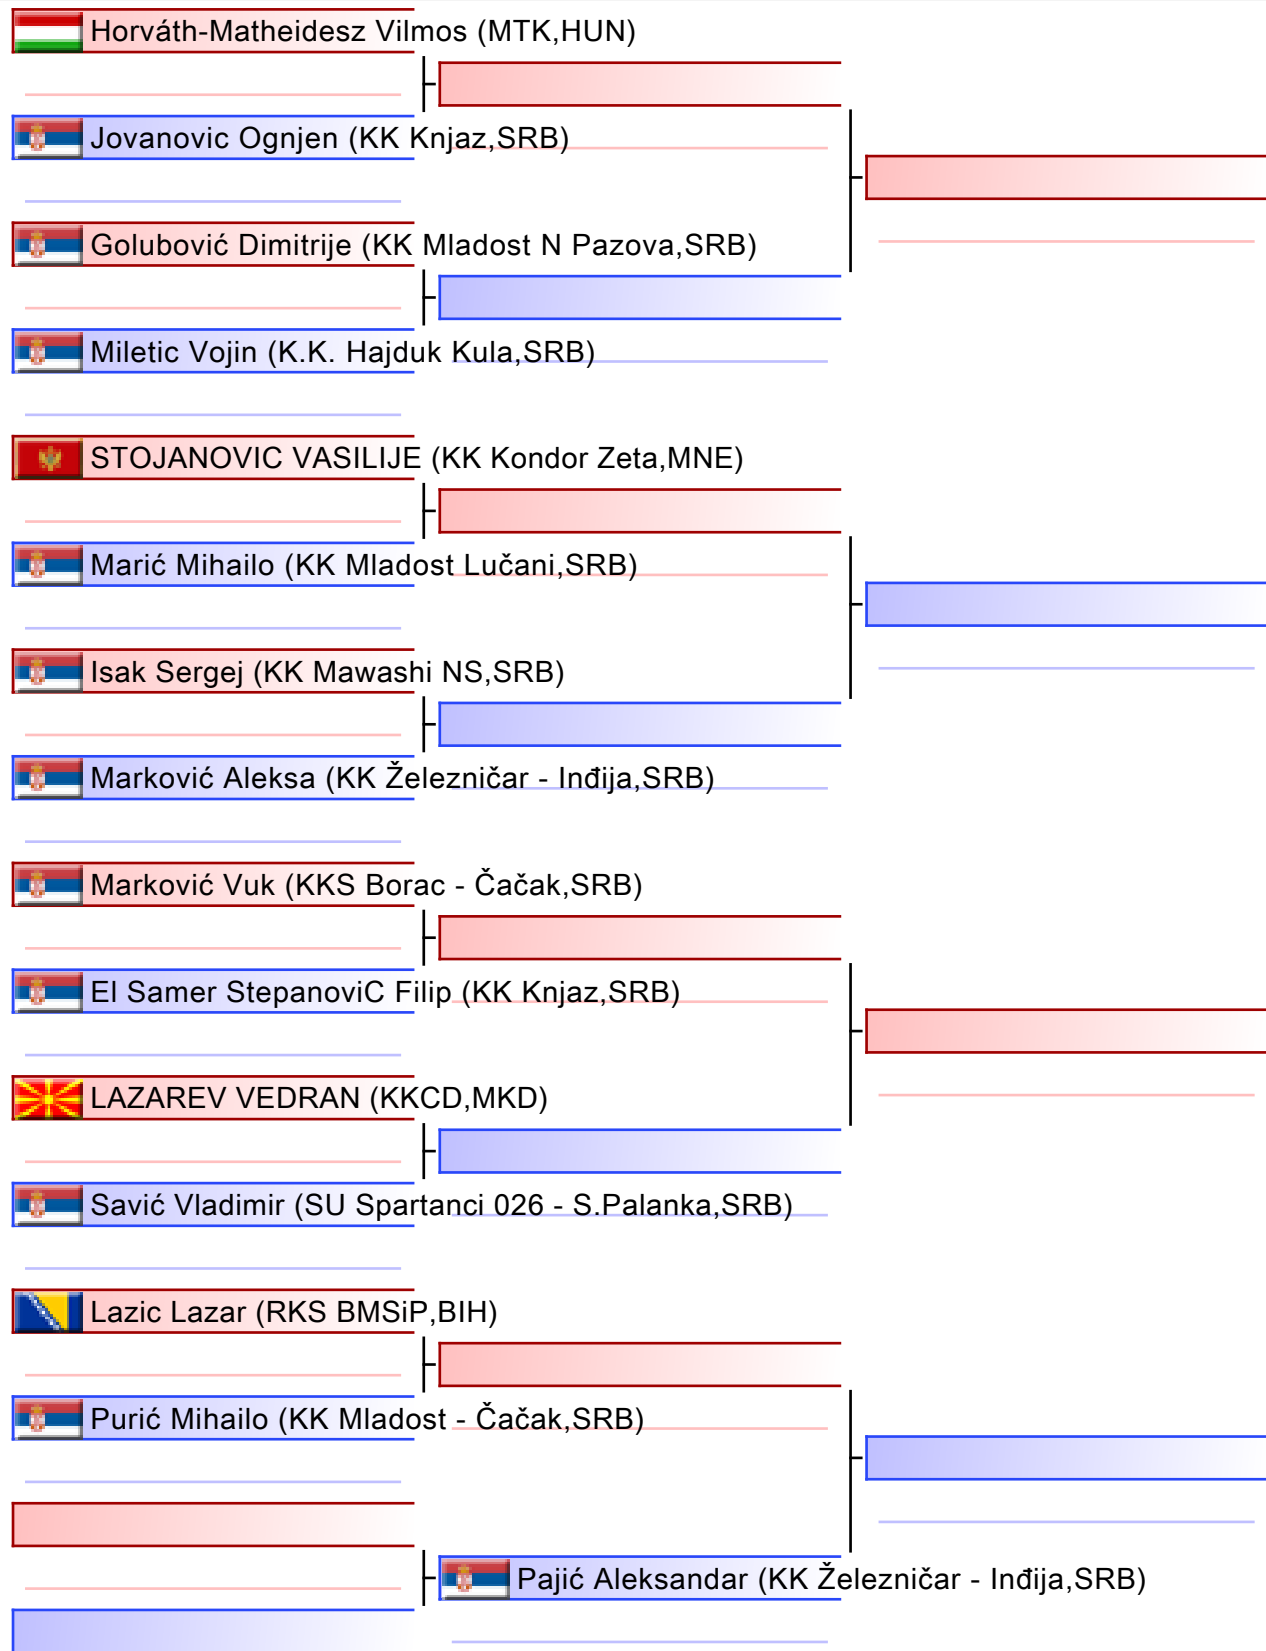 Horváth-Matheidesz Vilmos (MTK,HUN)
Jovanovic Ognjen (KK Knjaz,SRB)
Golubović Dimitrije (KK Mladost N Pazova,SRB)
Miletic Vojin (K.K. Hajduk Kula,SRB)
STOJANOVIC VASILIJE (KK Kondor Zeta,MNE)
Marić Mihailo (KK Mladost Lučani,SRB)
Isak Sergej (KK Mawashi NS,SRB)
Marković Aleksa (KK Železničar - Inđija,SRB)
Marković Vuk (KKS Borac - Čačak,SRB)
El Samer StepanoviC Filip (KK Knjaz,SRB)
LAZAREV VEDRAN (KKCD,MKD)
Savić Vladimir (SU Spartanci 026 - S.Palanka,SRB)
Lazic Lazar (RKS BMSiP,BIH)
Purić Mihailo (KK Mladost - Čačak,SRB)
Pajić Aleksandar (KK Železničar - Inđija,SRB)